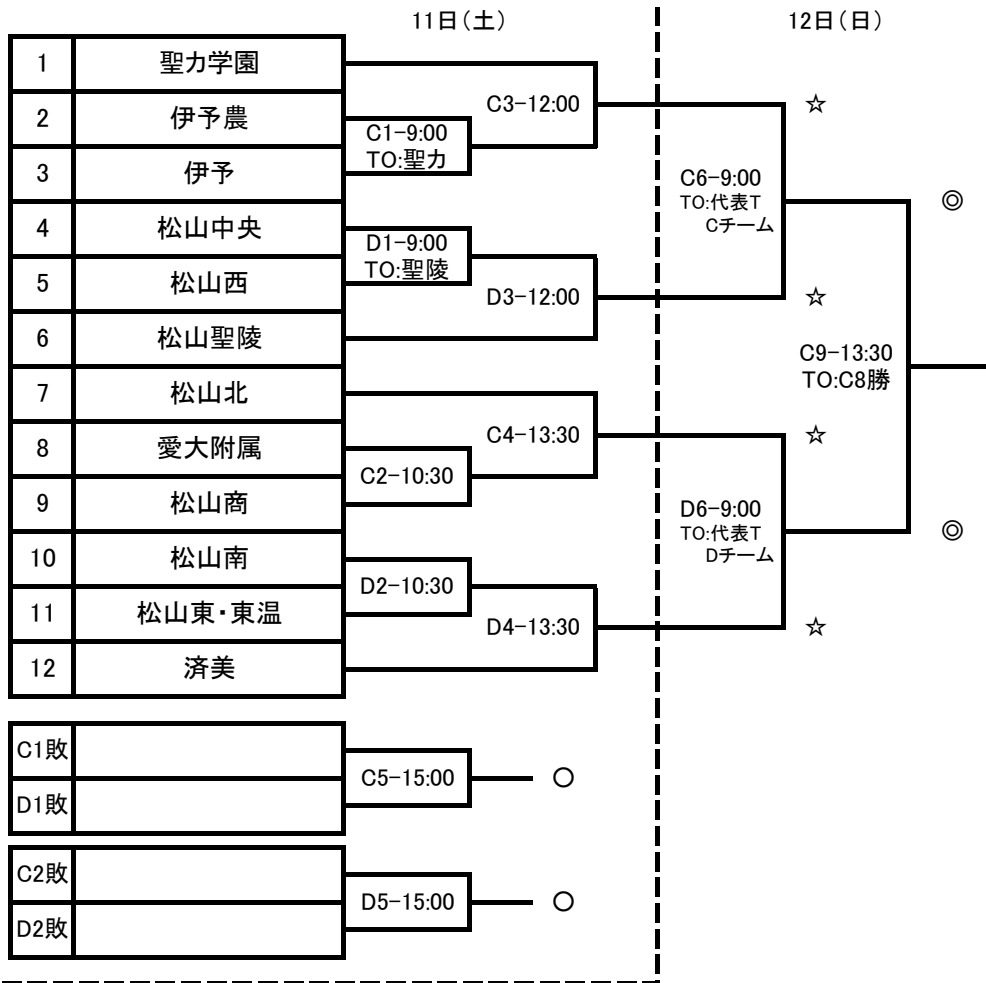 11日（土）
12日（日）
1 聖カ学園
2 伊予農
3 伊予
4 松山中央
5 松山西
6 松山聖陵
7 松山北
8 愛大附属
9 松山商
10 松山南
11 松山東・東温
12 済美
C1-9:00
TO:聖カ
D1-9:00
TO:聖陵
C2-10:30
D2-10:30
C3-12:00
D3-12:00
C4-13:30
D4-13:30
C6-9:00
TO:代表T
Cチーム
D6-9:00
TO:代表T
Dチーム
☆
☆
☆
☆
◎
◎
C9-13:30
TO:C8勝
C1敗
D1敗
C5-15:00 ○
C2敗
D2敗
D5-15:00 ○